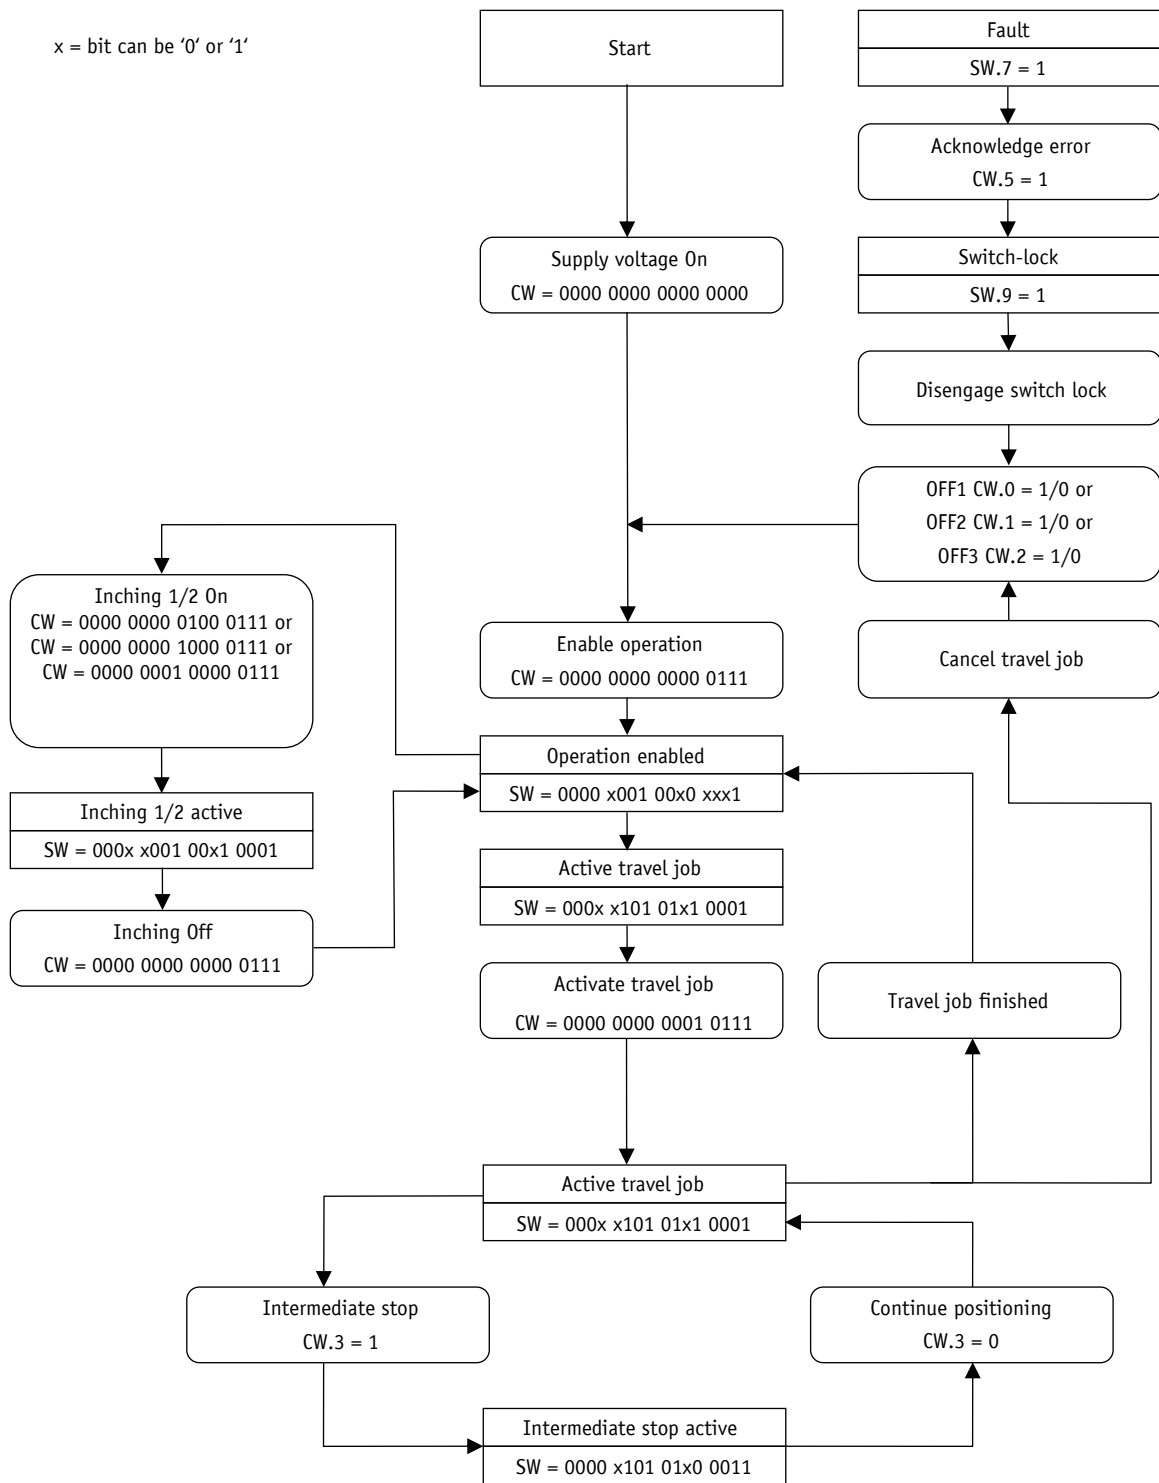 x = bit can be ‘0‘ or ‘1‘
Start
Fault
SW.7 = 1
Acknowledge error
CW.5 = 1
Supply voltage On
CW = 0000 0000 0000 0000
Switch-lock
SW.9 = 1
Disengage switch lock
OFF1 CW.0 = 1/0 or
OFF2 CW.1 = 1/0 or
OFF3 CW.2 = 1/0
Inching 1/2 On
CW = 0000 0000 0100 0111 or
CW = 0000 0000 1000 0111 or
CW = 0000 0001 0000 0111
Enable operation
CW = 0000 0000 0000 0111
Cancel travel job
Operation enabled
SW = 0000 x001 00x0 xxx1
Inching 1/2 active
SW = 000x x001 00x1 0001
Active travel job
SW = 000x x101 01x1 0001
Inching Off
CW = 0000 0000 0000 0111
Activate travel job
CW = 0000 0000 0001 0111
Travel job finished
Active travel job
SW = 000x x101 01x1 0001
Intermediate stop
CW.3 = 1
Continue positioning
CW.3 = 0
Intermediate stop active
SW = 0000 x101 01x0 0011